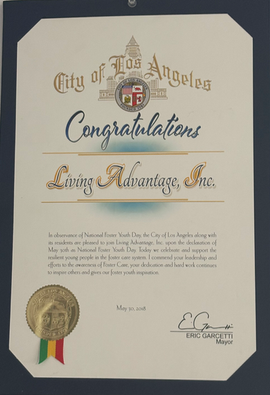 City of Los Angeles
Congratulations
Living Advantage, Inc.
In observance of National Foster Youth Day, the City of Los Angeles along with
its residents are pleased to join Living Advantage, Inc. upon the declaration of
May 30th as National Foster Youth Day. Today we celebrate and support the
resilient young people in the foster care system. I commend your leadership and
efforts to the awareness of Foster Care; your dedication and hard work continues
to inspire others and gives our foster youth inspiration.
May 30, 2018
ERIC GARCETTI
Mayor